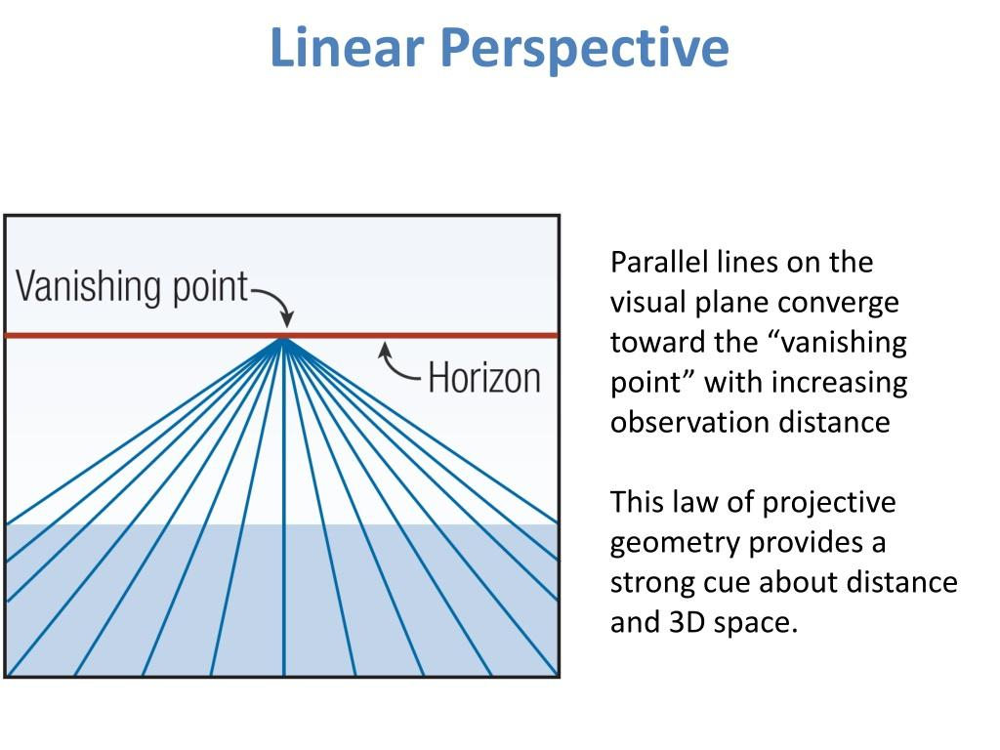 Linear Perspective
Vanishing point
Horizon
Parallel lines on the
visual plane converge
toward the “vanishing
point” with increasing
observation distance
This law of projective
geometry provides a
strong cue about distance
and 3D space.